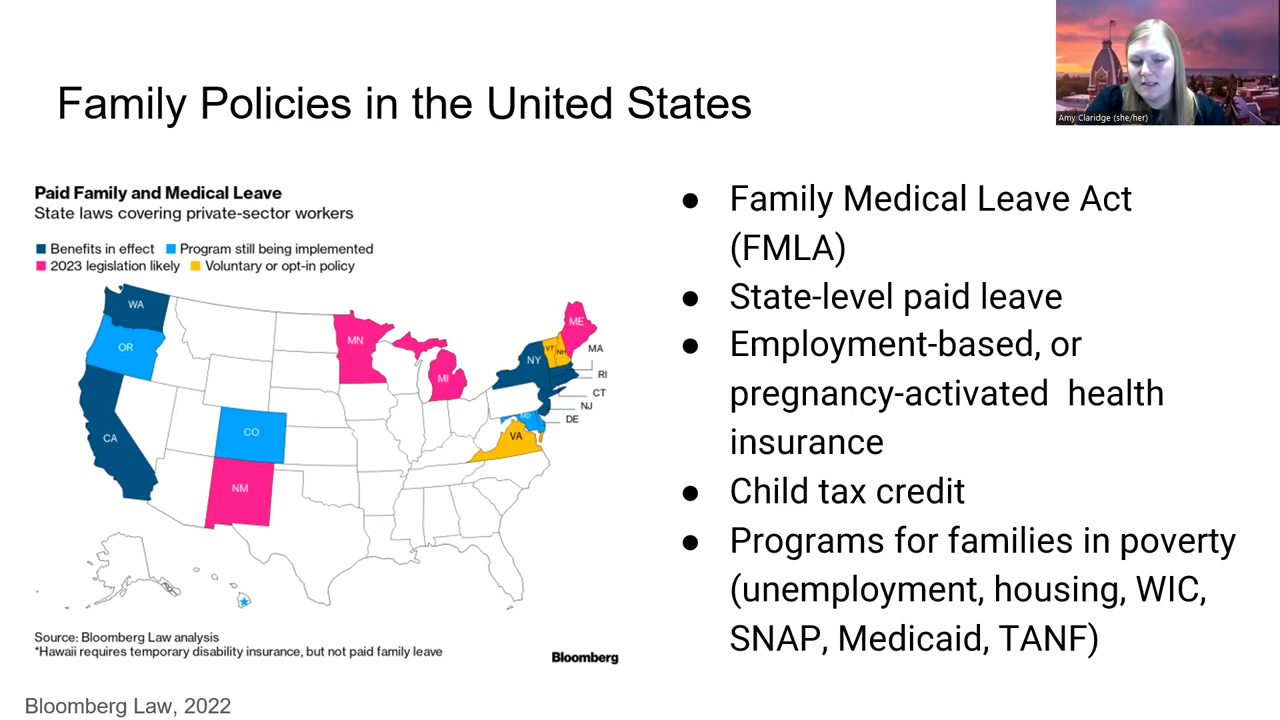 Amy Claridge (she/her)
Family Policies in the United States
Paid Family and Medical Leave
State laws covering private-sector workers
Benefits in effect Program still being implemented
2023 legislation likely Voluntary or opt-in policy
WA
OR
CA
CO
NM
MN
MI
NY
VT
NH
ME
MA
RI
CT
NJ
DE
MD
VA
Source: Bloomberg Law analysis
*Hawaii requires temporary disability insurance, but not paid family leave
Bloomberg
Bloomberg Law, 2022
● Family Medical Leave Act
(FMLA)
● State-level paid leave
● Employment-based, or
pregnancy-activated health
insurance
● Child tax credit
● Programs for families in poverty
(unemployment, housing, WIC,
SNAP, Medicaid, TANF)